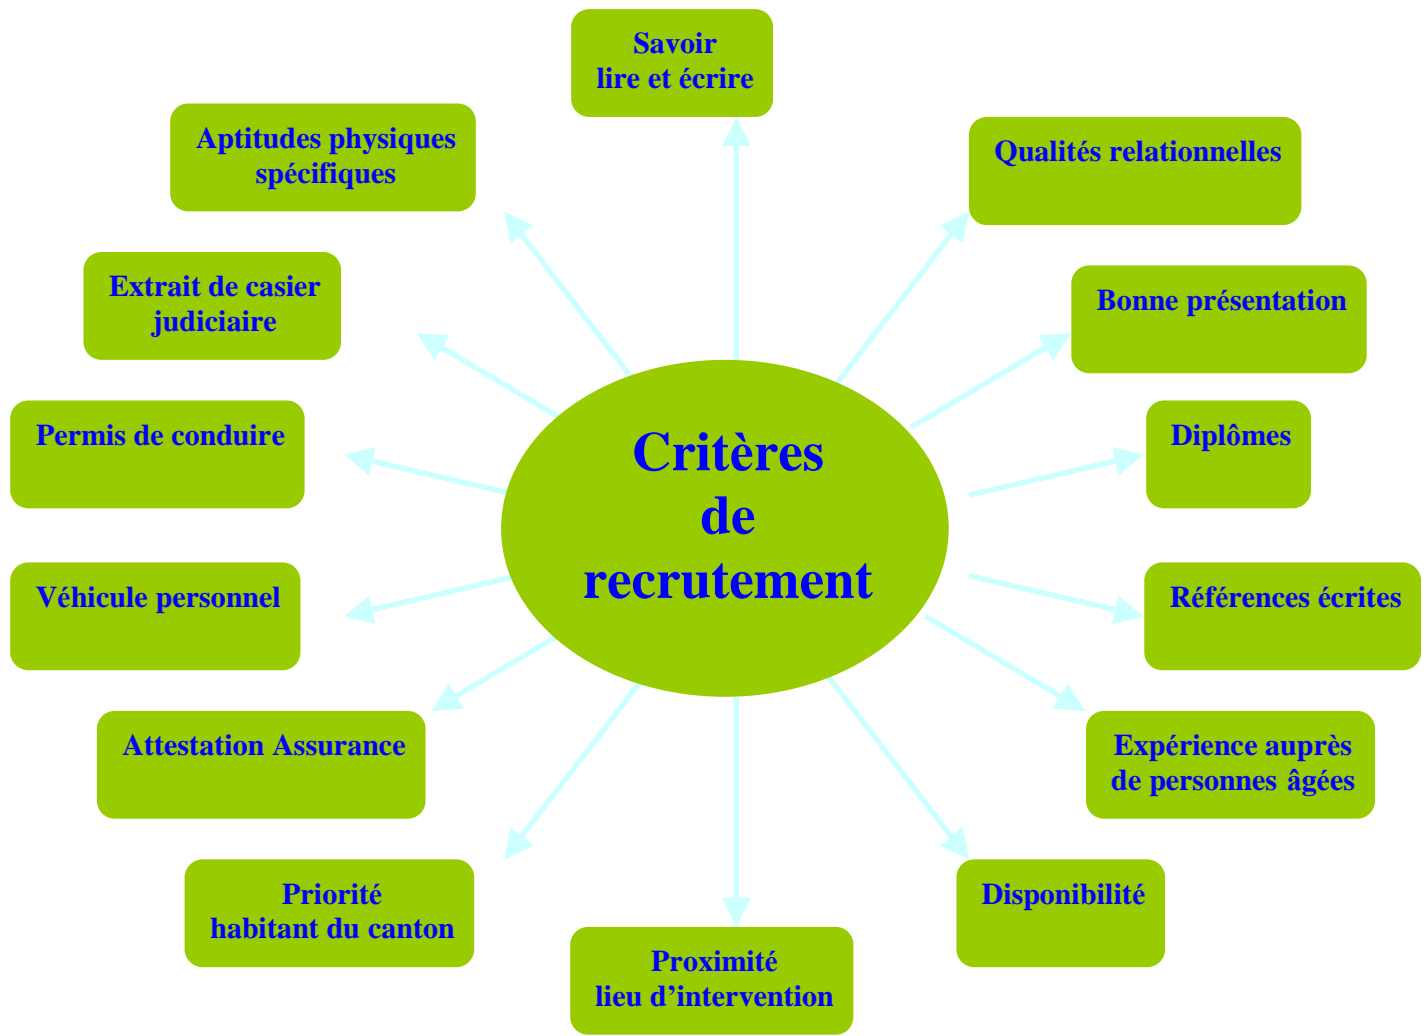 Savoir
lire et écrire
Aptitudes physiques
spécifiques
Qualités relationnelles
Extrait de casier
judiciaire
Bonne présentation
Permis de conduire
Diplômes
Critères
de
recrutement
Véhicule personnel
Références écrites
Attestation Assurance
Expérience auprès
de personnes âgées
Priorité
habitant du canton
Disponibilité
Proximité
lieu d’intervention